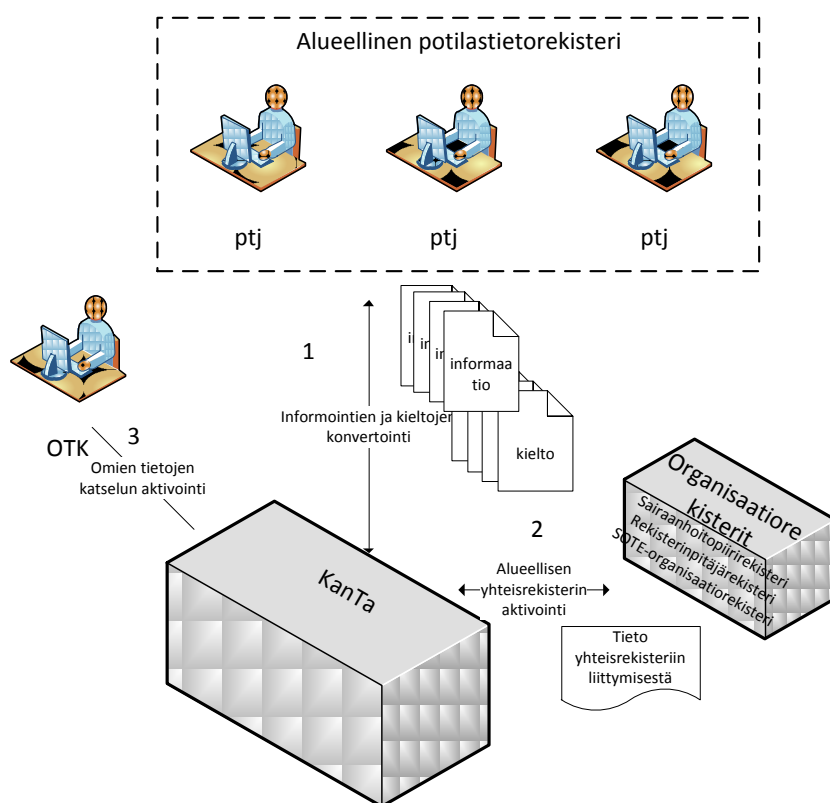 Alueellinen potilastietorekisteri
ptj
ptj
ptj
1
Informointien ja kieltojen
konvertointi
informaa
tio
kielto
3
OTK
Omien tietojen
katselun aktivointi
2
Alueellisen
yhteisrekisterin
aktivointi
Organisaatiore
kisterit
Sairaanhoitopiirirekisteri
Rekisterinpitäjärekisteri
SOTE-organisaatiorekisteri
KanTa
Tieto
yhteisrekisteriin
liittymisestä